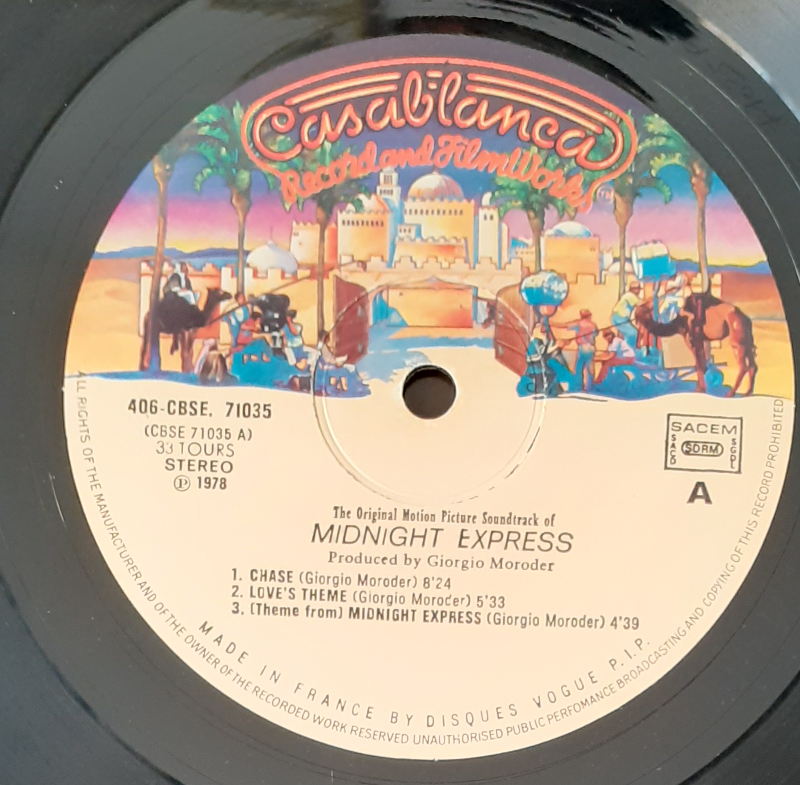 Casablanca
Record and FilmWorks
406-CBSE. 71035
(CBSE 71035 A)
33 TOURS
STEREO
Ⓟ 1978
SACEM
SACD SDRM SGDL
A
The Original Motion Picture Soundtrack of
MIDNIGHT EXPRESS
Produced by Giorgio Moroder
1. CHASE (Giorgio Moroder) 8'24
2. LOVE'S THEME (Giorgio Moroder) 5'33
3. (Theme from) MIDNIGHT EXPRESS (Giorgio Moroder) 4'39
MADE IN FRANCE BY DISQUES VOGUE P.I.P.
ALL RIGHTS OF THE MANUFACTURER AND OF THE OWNER OF THE RECORDED WORK RESERVED UNAUTHORISED PUBLIC PERFOMANCE BROADCASTING AND COPYING OF THIS RECORD PROHIBITED